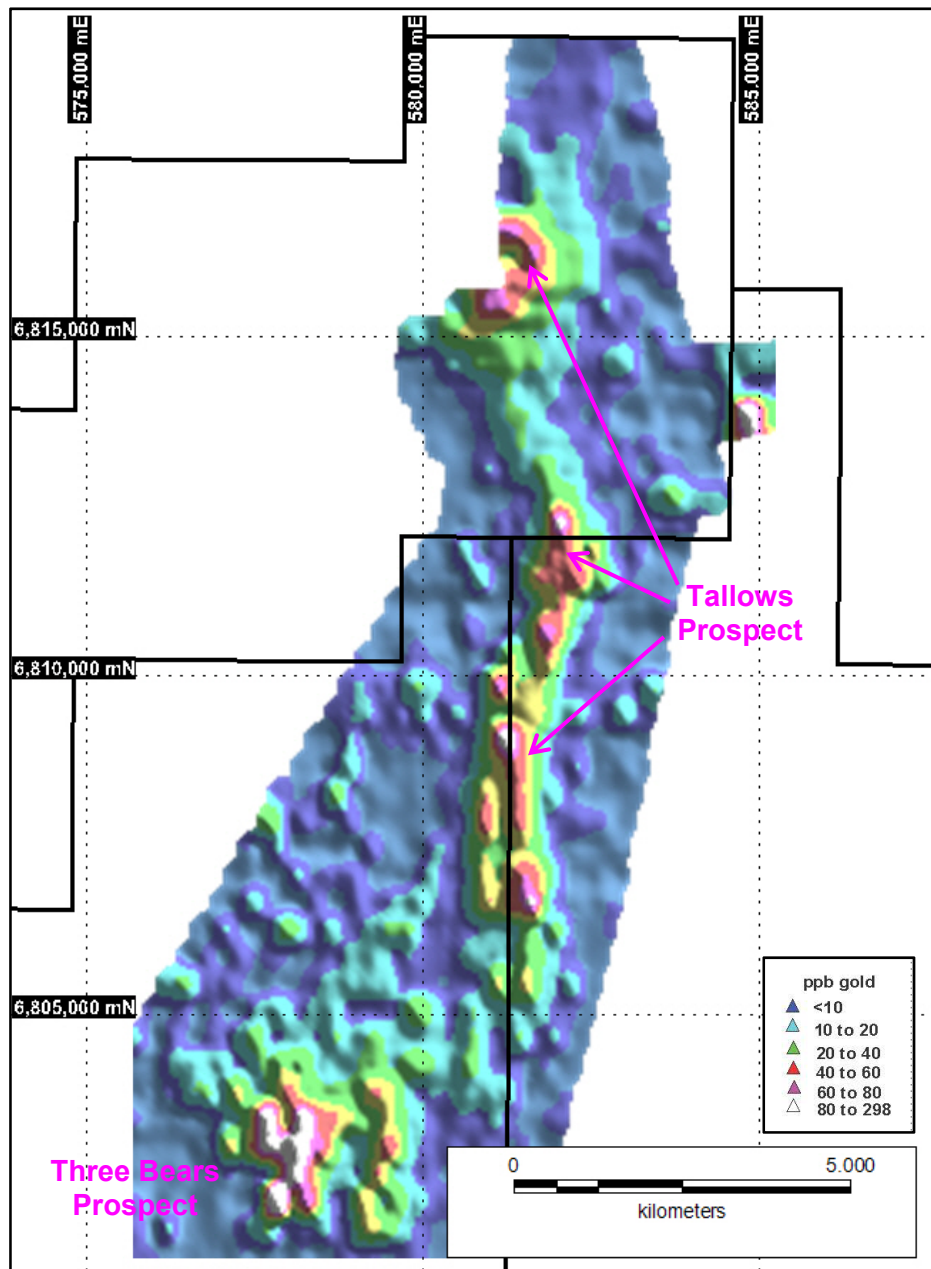 575,000 mE
580,000 mE
585,000 mE
6,815,000 mN
Tallows
Prospect
6,810,000 mN
6,805,000 mN
ppb gold
<10
10 to 20
20 to 40
40 to 60
60 to 80
80 to 298
Three Bears
Prospect
0
5.000
kilometers